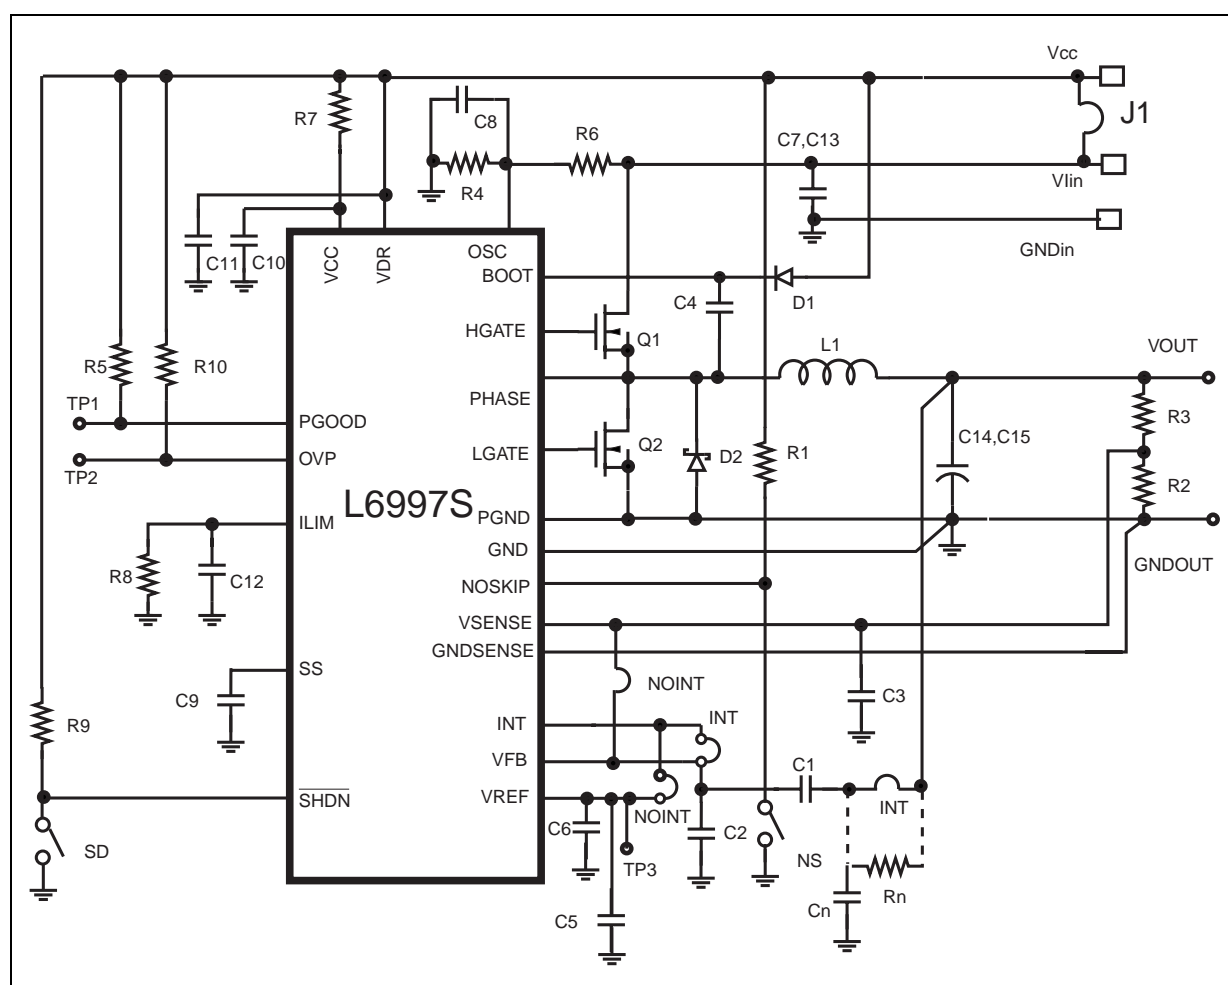 Vcc
J1
R7
C8
R6
C7,C13
R4
VIin
GNDin
C11
C10
VCC
VDR
OSC
BOOT
C4
D1
HGATE
Q1
L1
VOUT
R5
R10
TP1
PGOOD
PHASE
R3
C14,C15
TP2
OVP
LGATE
Q2
D2
R1
R2
L6997S
ILIM
PGND
GND
GNDOUT
R8
C12
NOSKIP
VSENSE
GNDSENSE
SS
C9
NOINT
C3
R9
INT
INT
VFB
C1
SHDN
VREF
NOINT
INT
C6
C2
SD
TP3
NS
Rn
Cn
C5